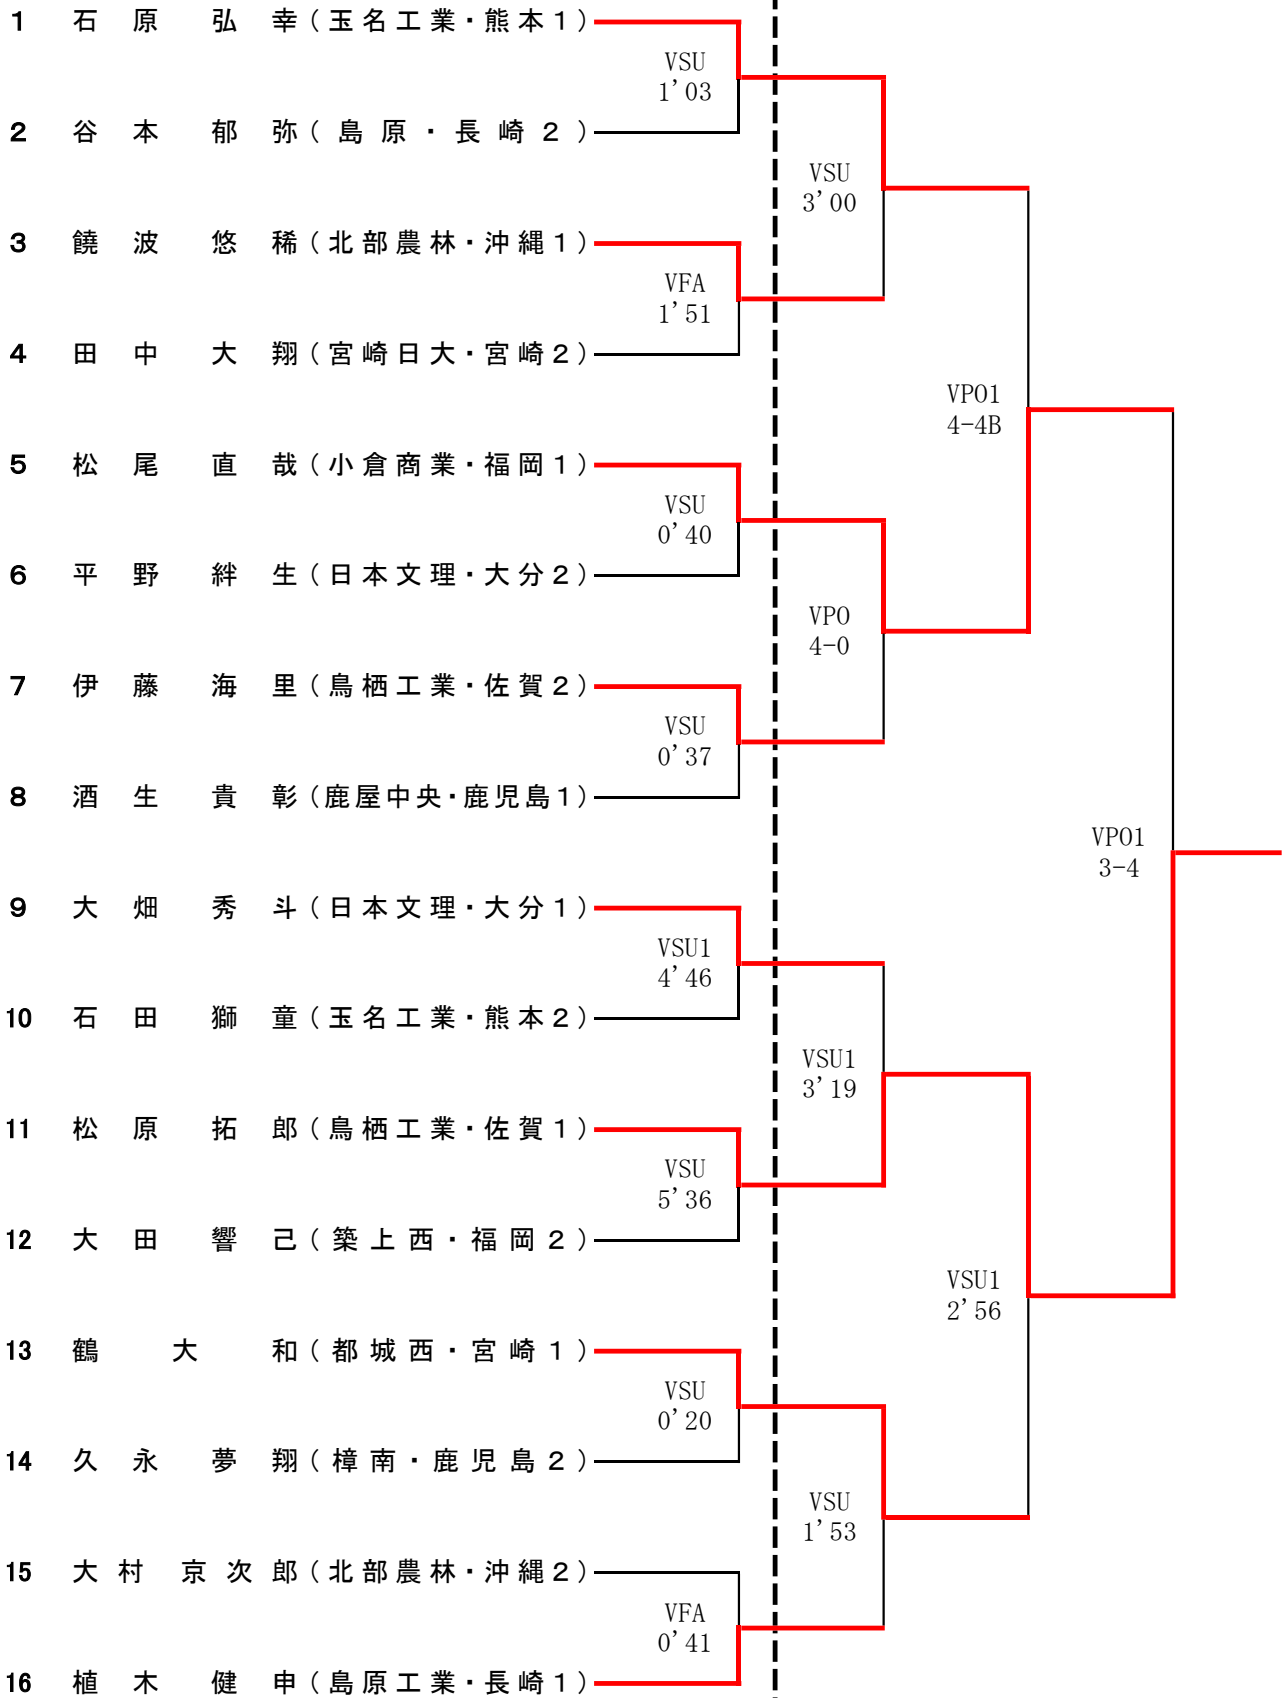 1 石原 弘幸（玉名工業・熊本１）
VSU
1’03
2 谷本 郁弥（島原・長崎２）
VSU
3’00
3 饒波 悠稀（北部農林・沖縄１）
VFA
1’51
4 田中 大翔（宮崎日大・宮崎２）
VPO1
4-4B
5 松尾 直哉（小倉商業・福岡１）
VSU
0’40
6 平野 絆生（日本文理・大分２）
VPO
4-0
7 伊藤 海里（鳥栖工業・佐賀２）
VSU
0’37
8 酒生 貴彰（鹿屋中央・鹿児島１）
VPO1
3-4
9 大畑 秀斗（日本文理・大分１）
VSU1
4’46
10 石田 獅童（玉名工業・熊本２）
VSU1
3’19
11 松原 拓郎（鳥栖工業・佐賀１）
VSU
5’36
12 大田 響己（築上西・福岡２）
VSU1
2’56
13 鶴 大和（都城西・宮崎１）
VSU
0’20
14 久永 夢翔（樟南・鹿児島２）
VSU
1’53
15 大村 京次郎（北部農林・沖縄２）
VFA
0’41
16 植木 健申（島原工業・長崎１）